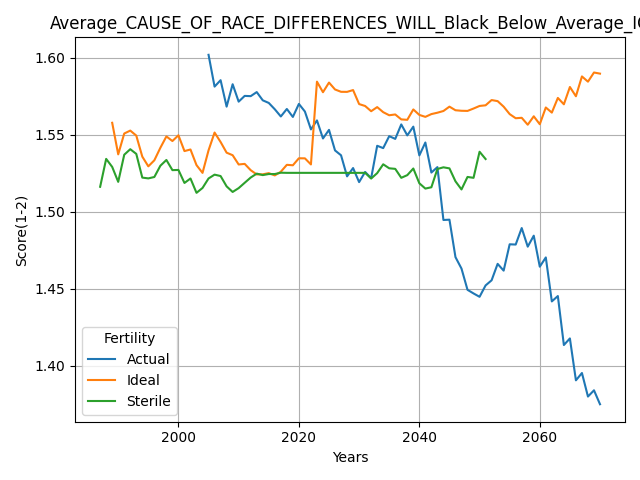 Average_CAUSE_OF_RACE_DIFFERENCES_WILL_Black_Below_Average_IQ
1.60
1.55
1.50
1.45
1.40
Score(1-2)
Fertility
Actual
Ideal
Sterile
2000 2020 2040 2060
Years